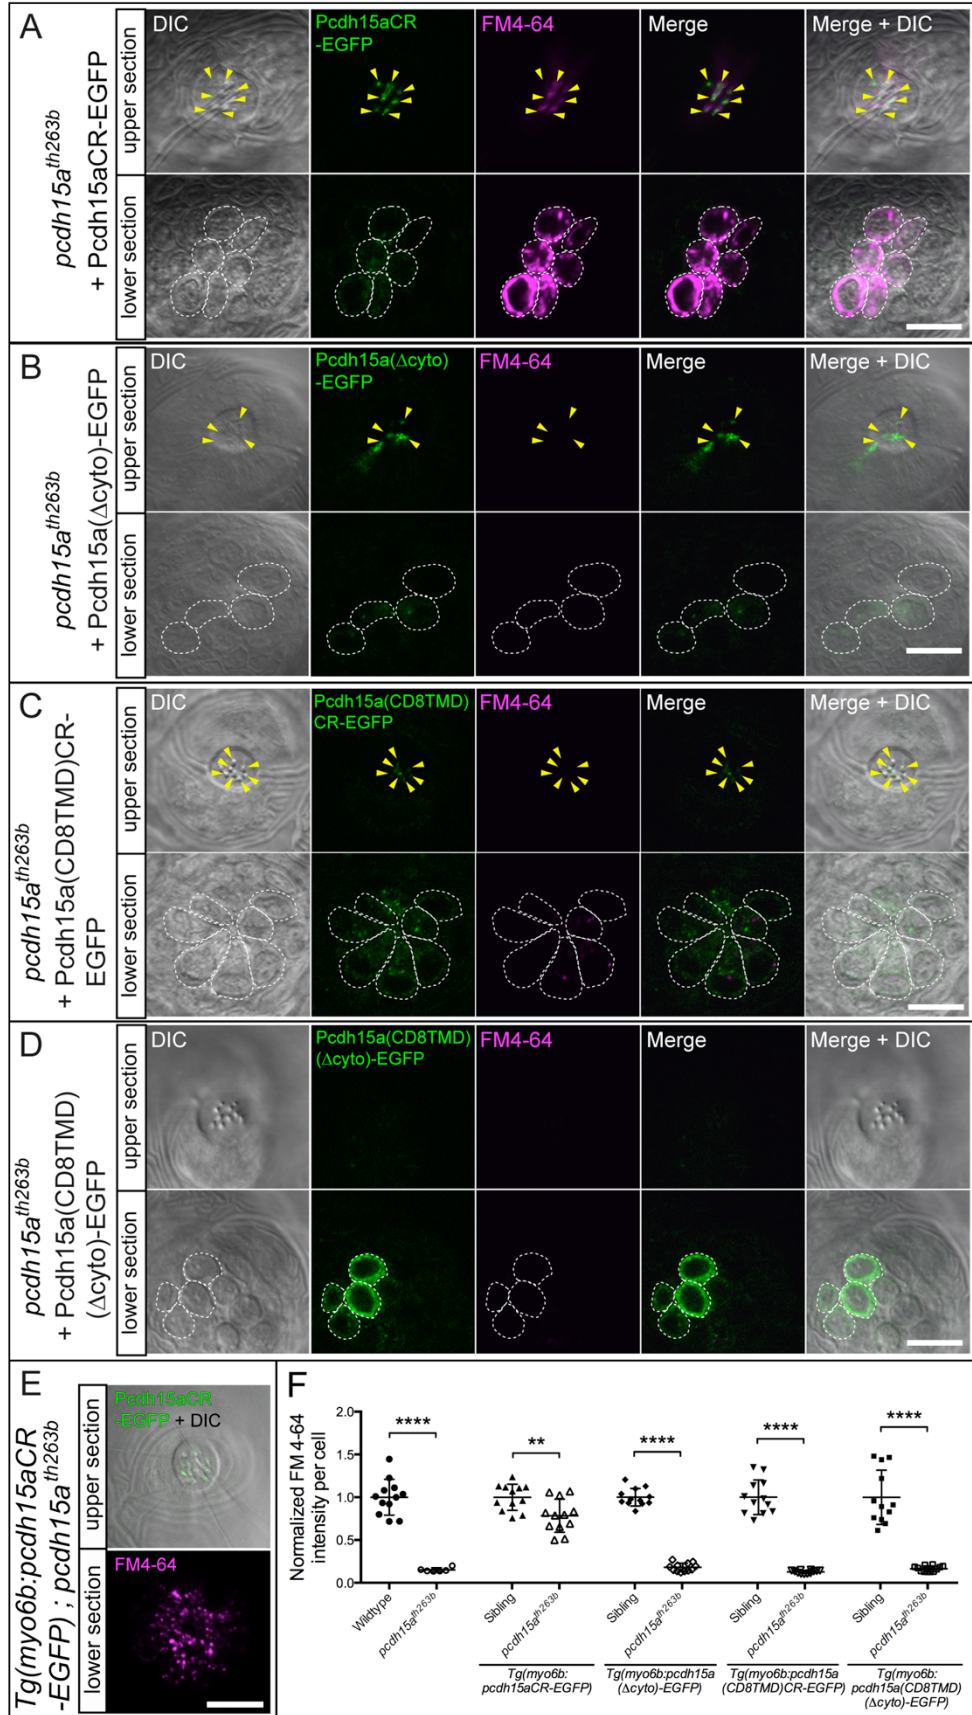 A
pcdh15a^th263b
+ Pcdh15aCR-EGFP
upper section
lower section
DIC
Pcdh15aCR
-EGFP
FM4-64
Merge
Merge + DIC
B
pcdh15a^th263b
+ Pcdh15a(Δcyto)-EGFP
upper section
lower section
DIC
Pcdh15a(Δcyto)
-EGFP
FM4-64
Merge
Merge + DIC
C
pcdh15a^th263b
+ Pcdh15a(CD8TMD)CR-
EGFP
upper section
lower section
DIC
Pcdh15a(CD8TMD)
CR-EGFP
FM4-64
Merge
Merge + DIC
D
pcdh15a^th263b
+ Pcdh15a(CD8TMD)
(Δcyto)-EGFP
upper section
lower section
DIC
Pcdh15a(CD8TMD)
(Δcyto)-EGFP
FM4-64
Merge
Merge + DIC
E
Tg(myo6b:pcdh15aCR
-EGFP) ; pcdh15a^th263b
upper section
lower section
Pcdh15aCR
-EGFP + DIC
FM4-64
F
Normalized FM 4-64
intensity per cell
2.0
1.5
1.0
0.5
0.0
****
**
****
****
****
Wildtype
pcdh15a^th263b
Sibling
pcdh15a^th263b
Sibling
pcdh15a^th263b
Sibling
pcdh15a^th263b
Sibling
pcdh15a^th263b
Tg(myo6b:
pcdh15aCR-EGFP)
Tg(myo6b:pcdh15a
(Δcyto)-EGFP)
Tg(myo6b:pcdh15a
(CD8TMD)CR-EGFP)
Tg(myo6b:
pcdh15a(CD8TMD)
(Δcyto)-EGFP)